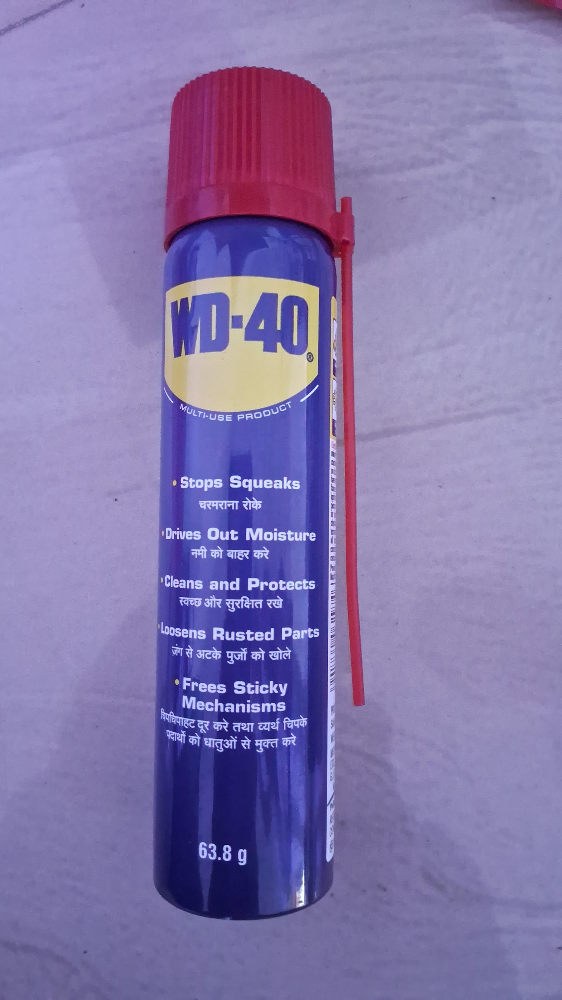 WD-40
®
MULTI-USE PRODUCT
• Stops Squeaks
चरमराना रोके
• Drives Out Moisture
नमी को बाहर करे
• Cleans and Protects
स्वच्छ और सुरक्षित रखे
• Loosens Rusted Parts
ज़ंग से अटके पुर्जों को खोले
• Frees Sticky
Mechanisms
चिपचिपाहट दूर करे तथा व्यर्थ चिपके
पदार्थों को धातुओं से मुक्त करे
63.8 g